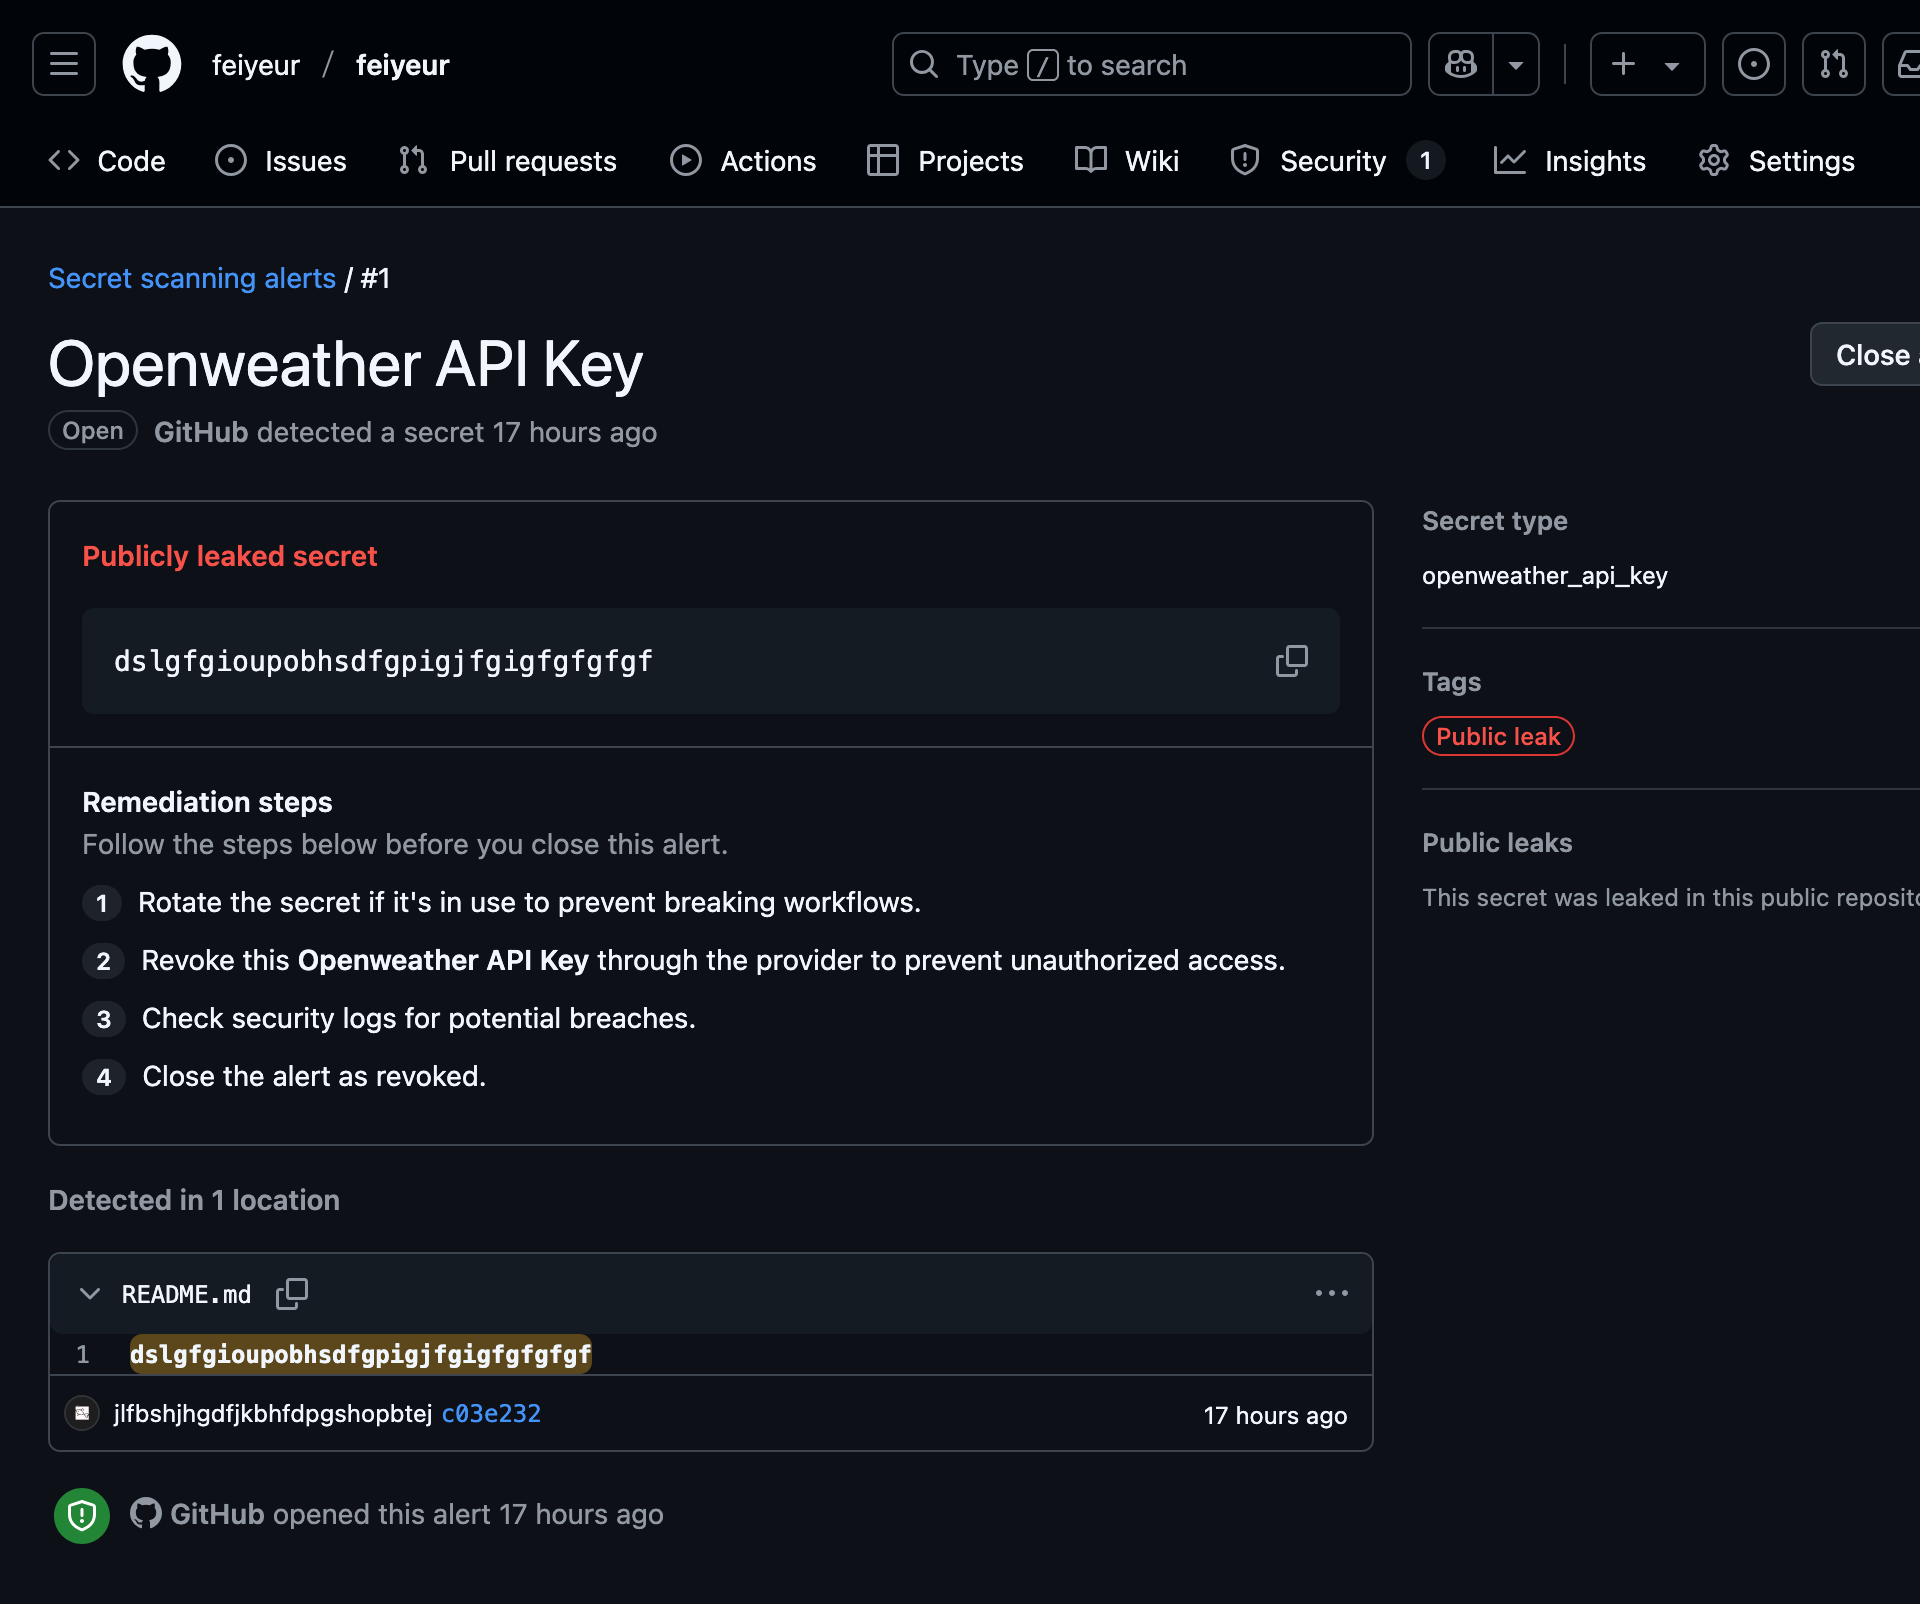 feiyeur / feiyeur
Type / to search
Code
Issues
Pull requests
Actions
Projects
Wiki
Security 1
Insights
Settings
Secret scanning alerts / #1
Openweather API Key
Close
Open GitHub detected a secret 17 hours ago
Publicly leaked secret
dslgfgioupobhsdfgpigjfgigfgfgfgf
Remediation steps
Follow the steps below before you close this alert.
1 Rotate the secret if it's in use to prevent breaking workflows.
2 Revoke this Openweather API Key through the provider to prevent unauthorized access.
3 Check security logs for potential breaches.
4 Close the alert as revoked.
Secret type
openweather_api_key
Tags
Public leak
Public leaks
This secret was leaked in this public
Detected in 1 location
README.md
1 dslgfgioupobhsdfgpigjfgigfgfgfgf
jlfbshjhgdfjkbhfdpgshopbtej c03e232
17 hours ago
GitHub opened this alert 17 hours ago